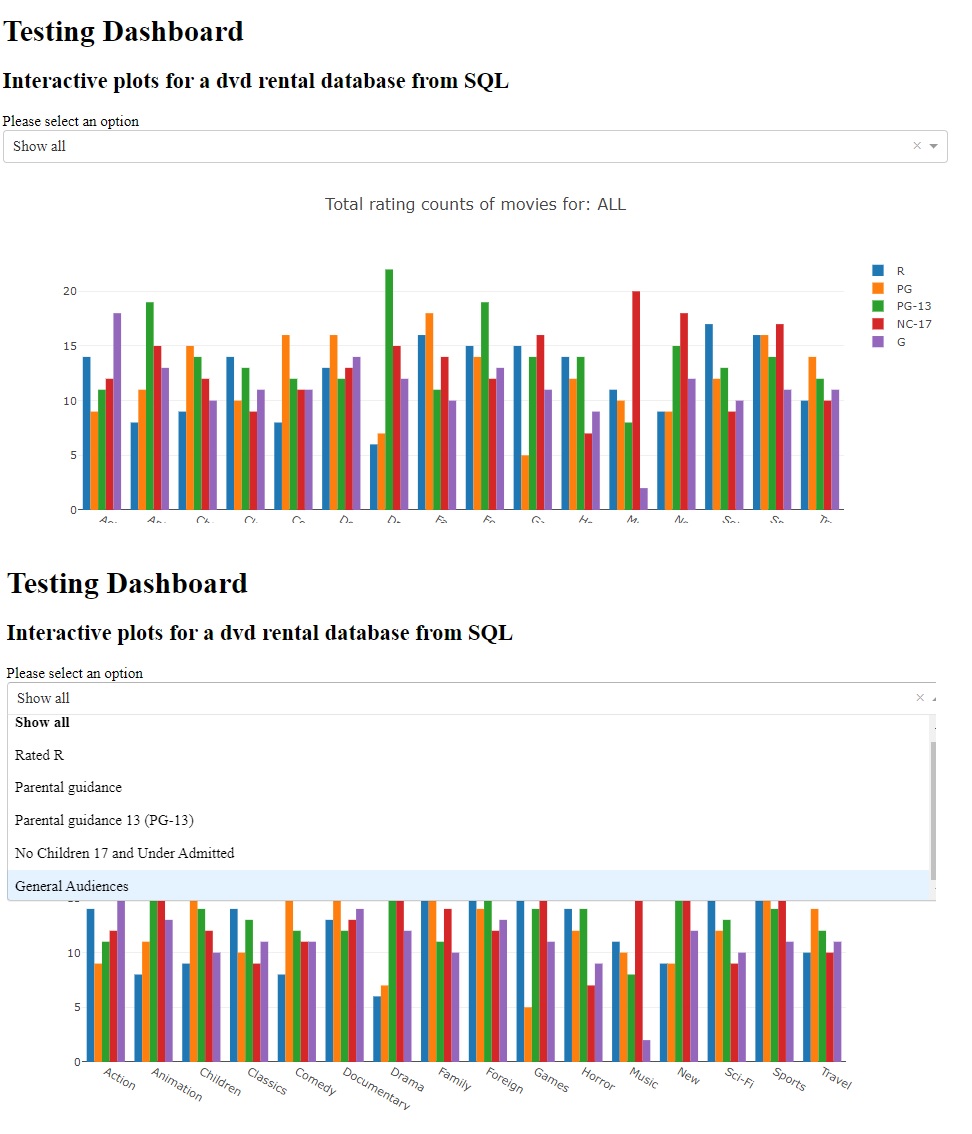 Testing Dashboard
Interactive plots for a dvd rental database from SQL
Please select an option
Show all ×
Total rating counts of movies for: ALL
R
PG
PG-13
NC-17
G
20
15
10
5
0
Testing Dashboard
Interactive plots for a dvd rental database from SQL
Please select an option
Show all ×
Show all
Rated R
Parental guidance
Parental guidance 13 (PG-13)
No Children 17 and Under Admitted
General Audiences
10
5
0
Action Animation Children Classics Comedy Documentary Drama Family Foreign Games Horror Music New Sci-Fi Sports Travel